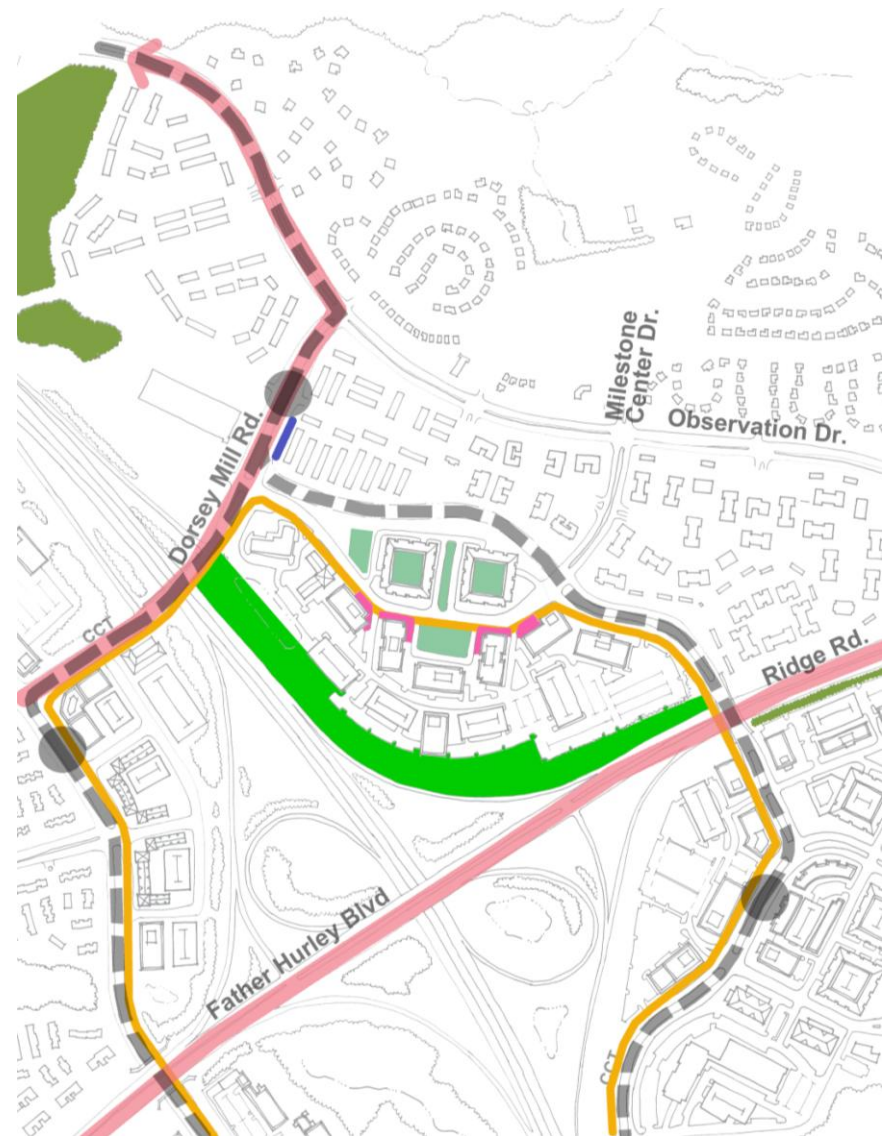 Milestone
Center Dr.
Observation Dr.
Dorsey Mill Rd.
CCT
Ridge Rd.
Father Hurley Blvd
CCT